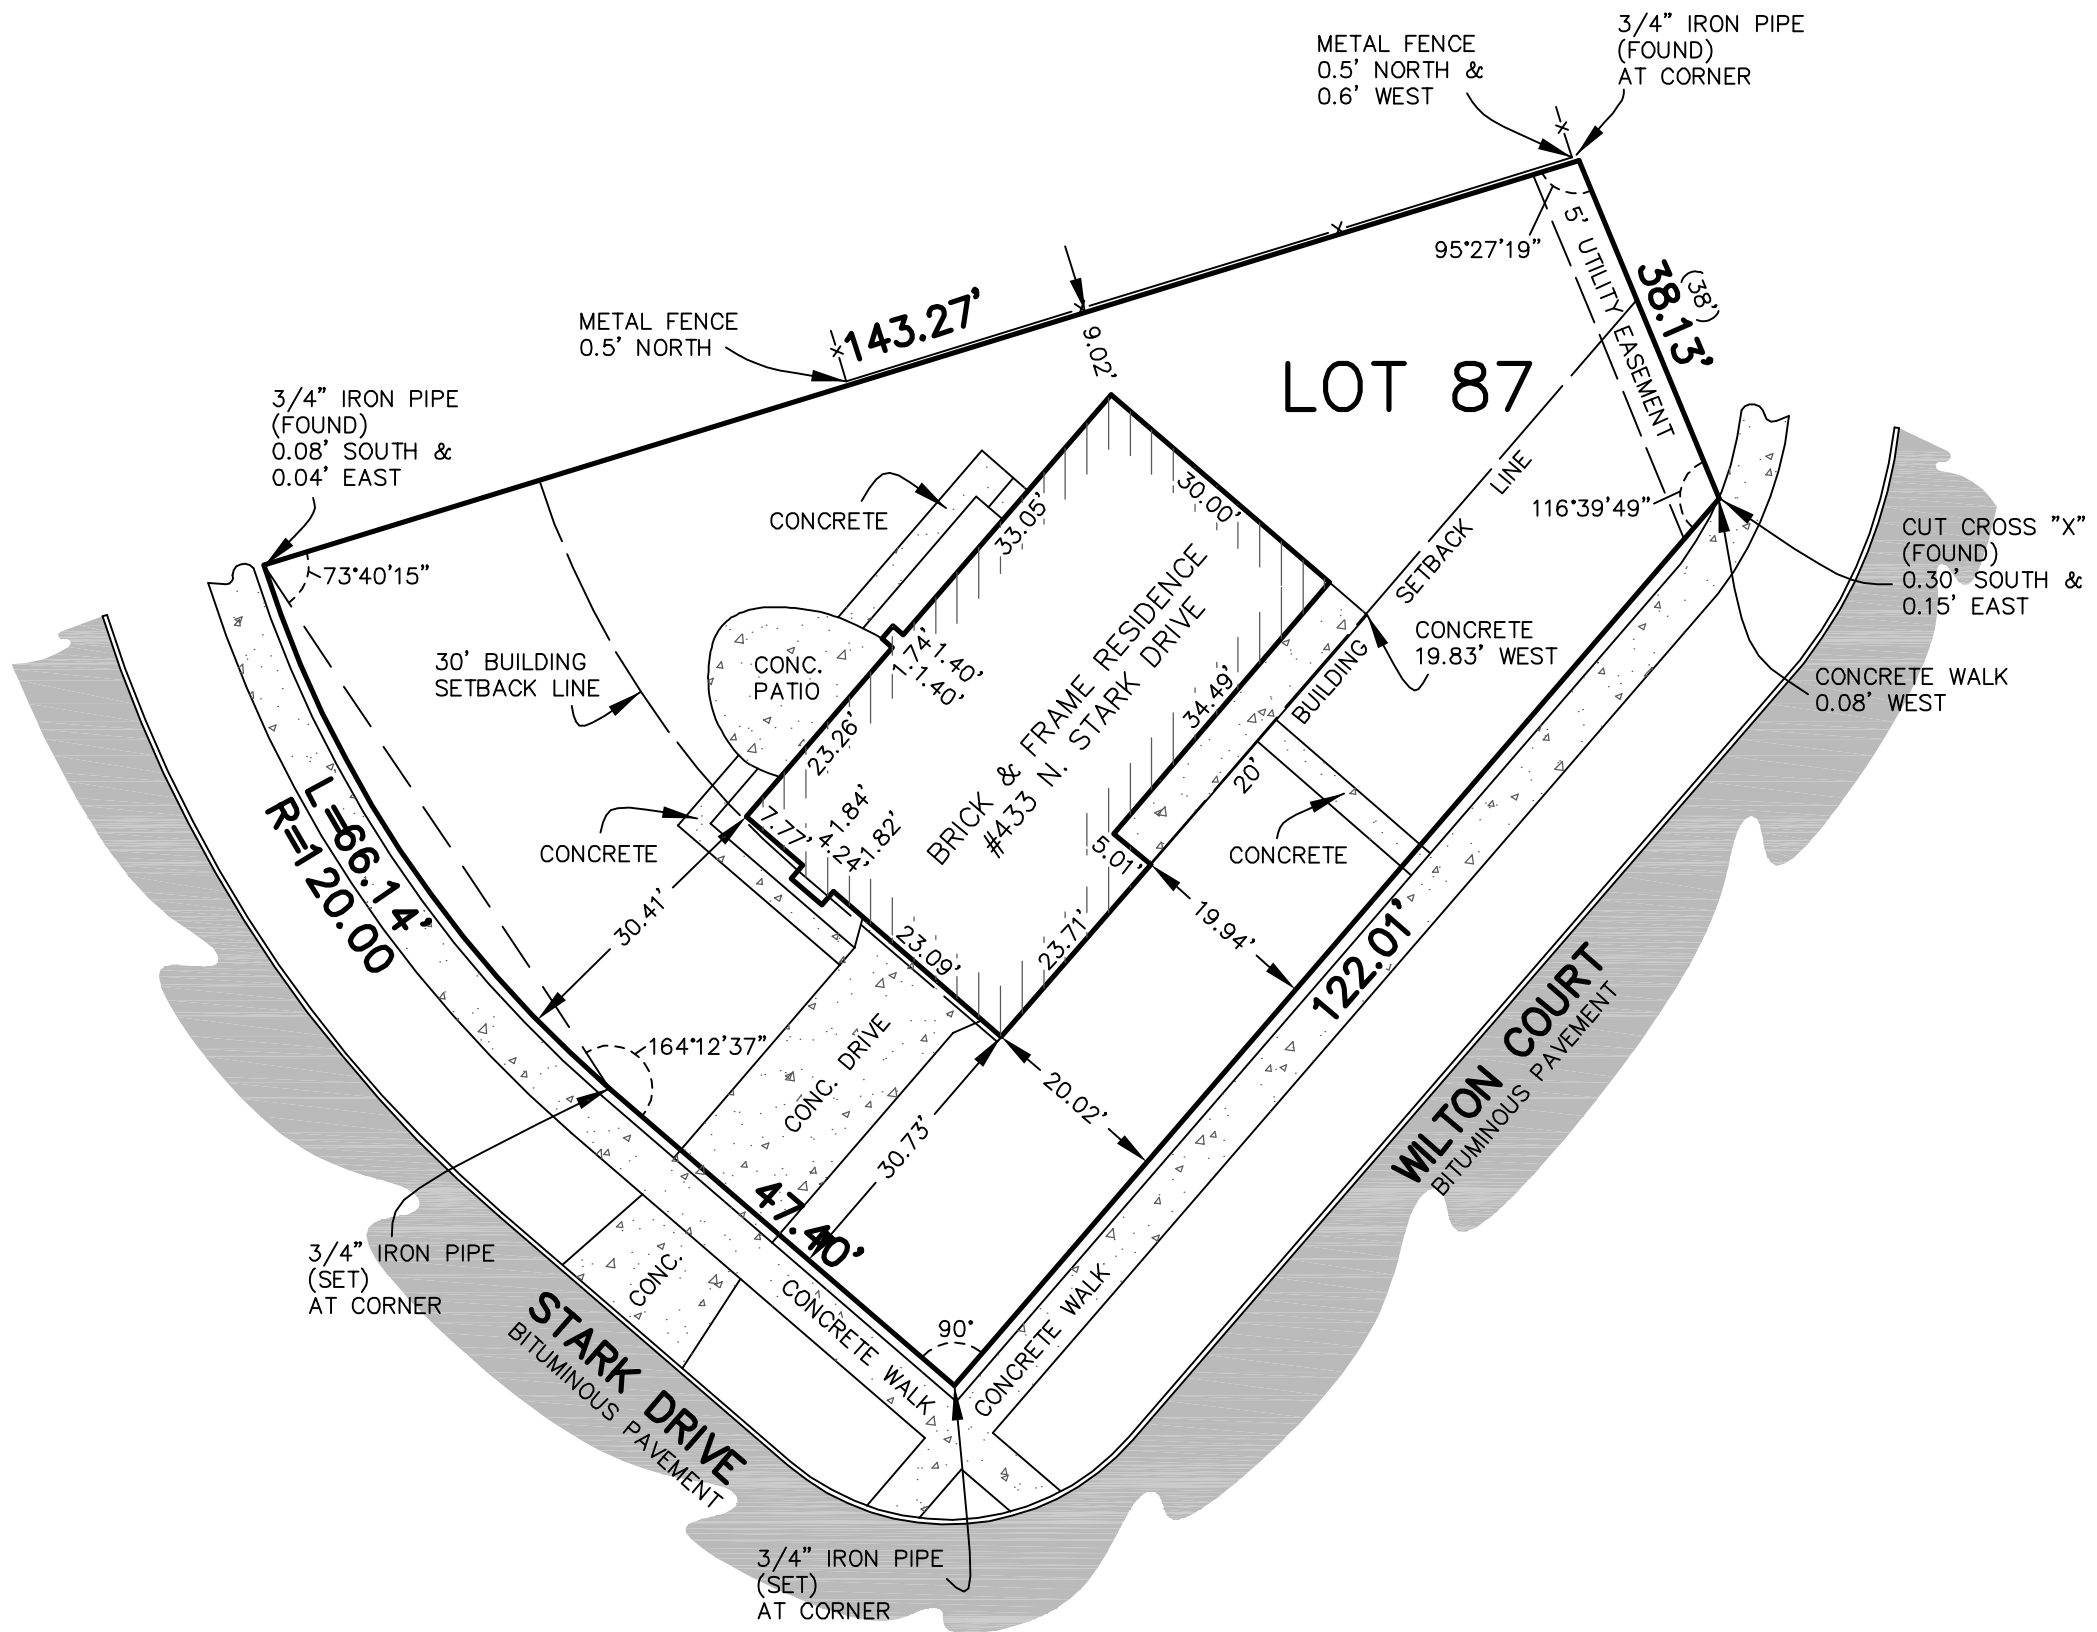 METAL FENCE
0.5' NORTH &
0.6' WEST
3/4" IRON PIPE
(FOUND)
AT CORNER
95°27'19"
5' UTILITY EASEMENT
38.13'
(38')
METAL FENCE
0.5' NORTH
143.27'
9.02'
LOT 87
3/4" IRON PIPE
(FOUND)
0.08' SOUTH &
0.04' EAST
73°40'15"
CONCRETE
33.05'
30.00'
116°39'49"
CUT CROSS "X"
(FOUND)
0.30' SOUTH &
0.15' EAST
CONCRETE WALK
0.08' WEST
CONCRETE
19.83' WEST
20' BUILDING SETBACK LINE
30' BUILDING
SETBACK LINE
CONC.
PATIO
1.74'
1.40'
1.40'
BRICK & FRAME RESIDENCE
#433 N. STARK DRIVE
34.49'
23.26'
7.77'
4.24'
1.84'
1.82'
CONCRETE
CONCRETE
5.01'
L=66.14'
R=120.00
30.41'
23.09'
23.71'
19.94'
122.01'
164°12'37"
CONC. DRIVE
20.02'
30.73'
WILTON COURT
BITUMINOUS PAVEMENT
47.40'
3/4" IRON PIPE
(SET)
AT CORNER
CONC.
90°
CONCRETE WALK
CONCRETE WALK
STARK DRIVE
BITUMINOUS PAVEMENT
3/4" IRON PIPE
(SET)
AT CORNER